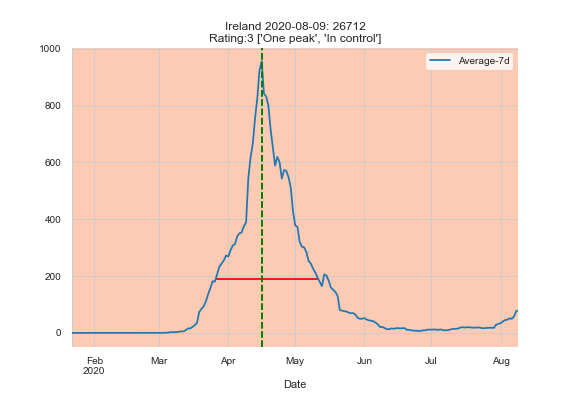 Ireland 2020-08-09: 26712
Rating:3 ['One peak', 'In control']
Average-7d
1000
800
600
400
200
0
Feb
2020
Mar
Apr
May
Jun
Jul
Aug
Date